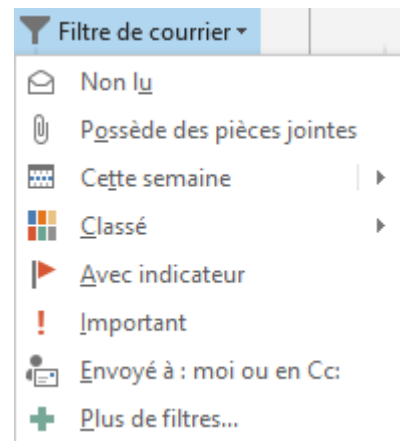 Filtre de courrier
Non lu
Possède des pièces jointes
Cette semaine
Classé
Avec indicateur
Important
Envoyé à : moi ou en Cc:
Plus de filtres...